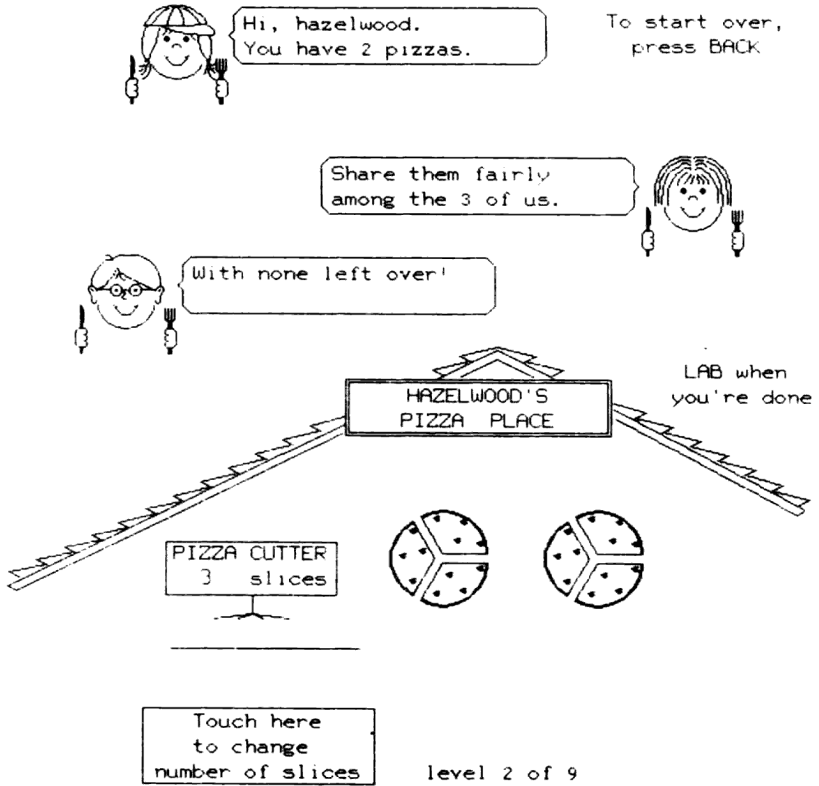 Hi, hazelwood.
You have 2 pizzas.
To start over,
press BACK
Share them fairly
among the 3 of us.
With none left over!
HAZELWOOD'S
PIZZA PLACE
LAB when
you're done
PIZZA CUTTER
3 slices
Touch here
to change
number of slices
level 2 of 9